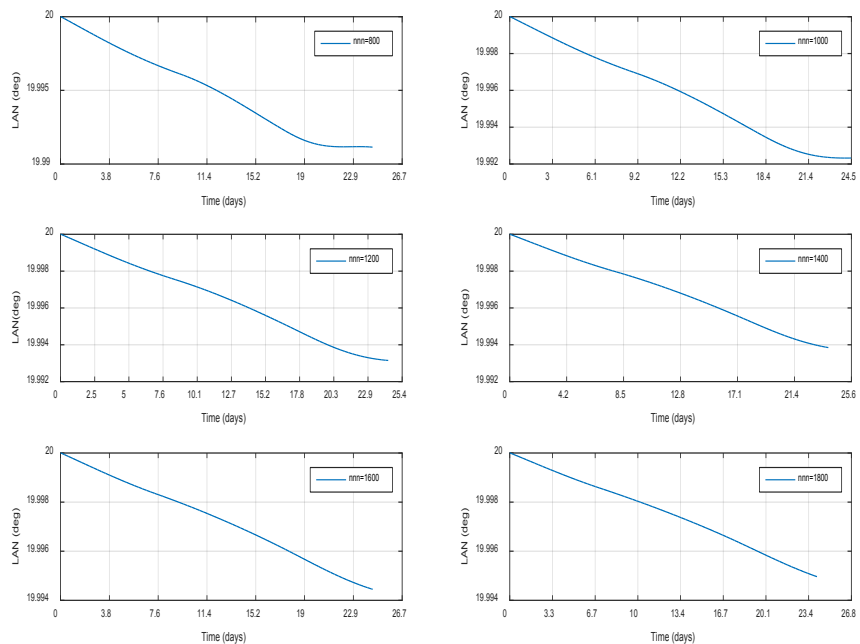 20
19.995
19.99
LAN (deg)
nnn=800
0 3.8 7.6 11.4 15.2 19 22.9 26.7
Time (days)
20
19.998
19.996
19.994
19.992
LAN (deg)
nnn=1000
0 3 6.1 9.2 12.2 15.3 18.4 21.4 24.5
Time (days)
20
19.998
19.996
19.994
19.992
LAN(deg)
nnn=1200
0 2.5 5 7.6 10.1 12.7 15.2 17.8 20.3 22.9 25.4
Time (days)
20
19.998
19.996
19.994
19.992
LAN (deg)
nnn=1400
0 4.2 8.5 12.8 17.1 21.4 25.6
Time (days)
20
19.998
19.996
19.994
LAN (deg)
nnn=1600
0 3.8 7.6 11.4 15.2 19 22.9 26.7
Time (days)
20
19.998
19.996
19.994
LAN (deg)
nnn=1800
0 3.3 6.7 10 13.4 16.7 20.1 23.4 26.8
Time (days)